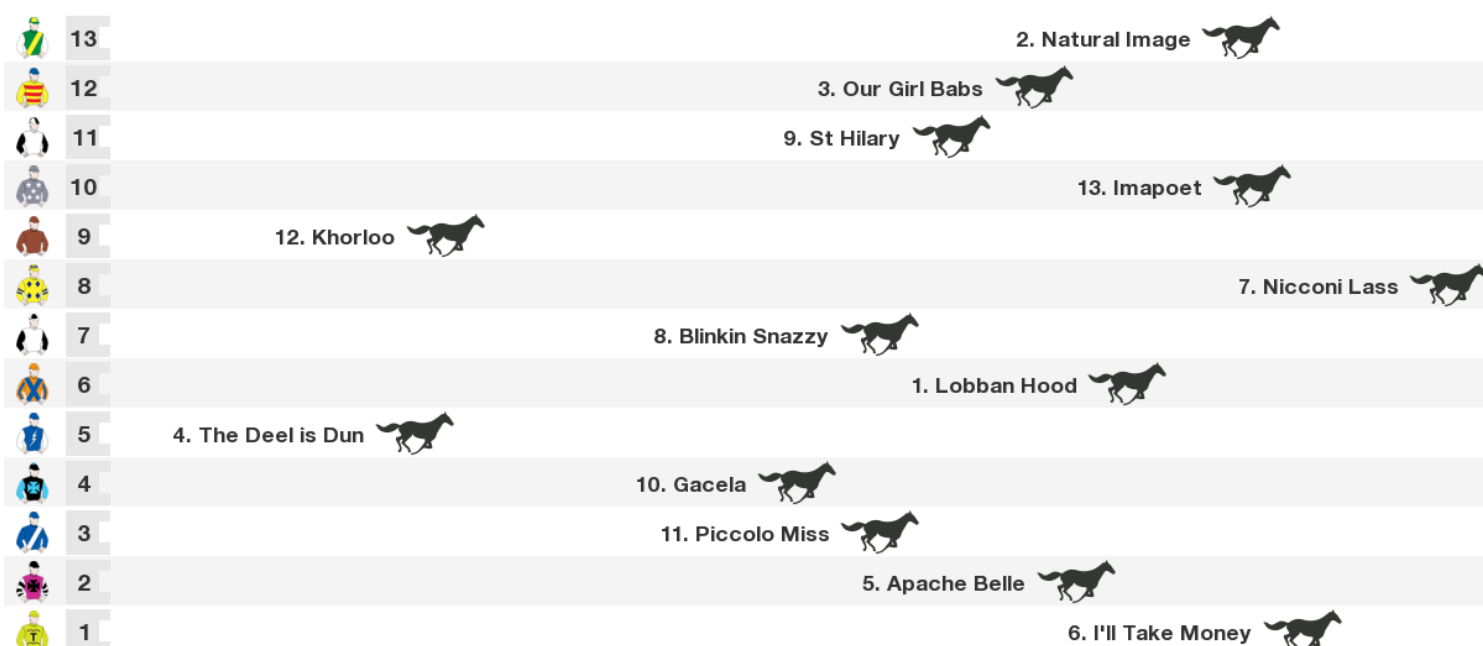 13 2. Natural Image
12 3. Our Girl Babs
11 9. St Hilary
10 13. Imapoet
9 12. Khorloo
8 7. Nicconi Lass
7 8. Blinkin Snazzy
6 1. Lobban Hood
5 4. The Deel is Dun
4 10. Gacela
3 11. Piccolo Miss
2 5. Apache Belle
1 6. I'll Take Money
T